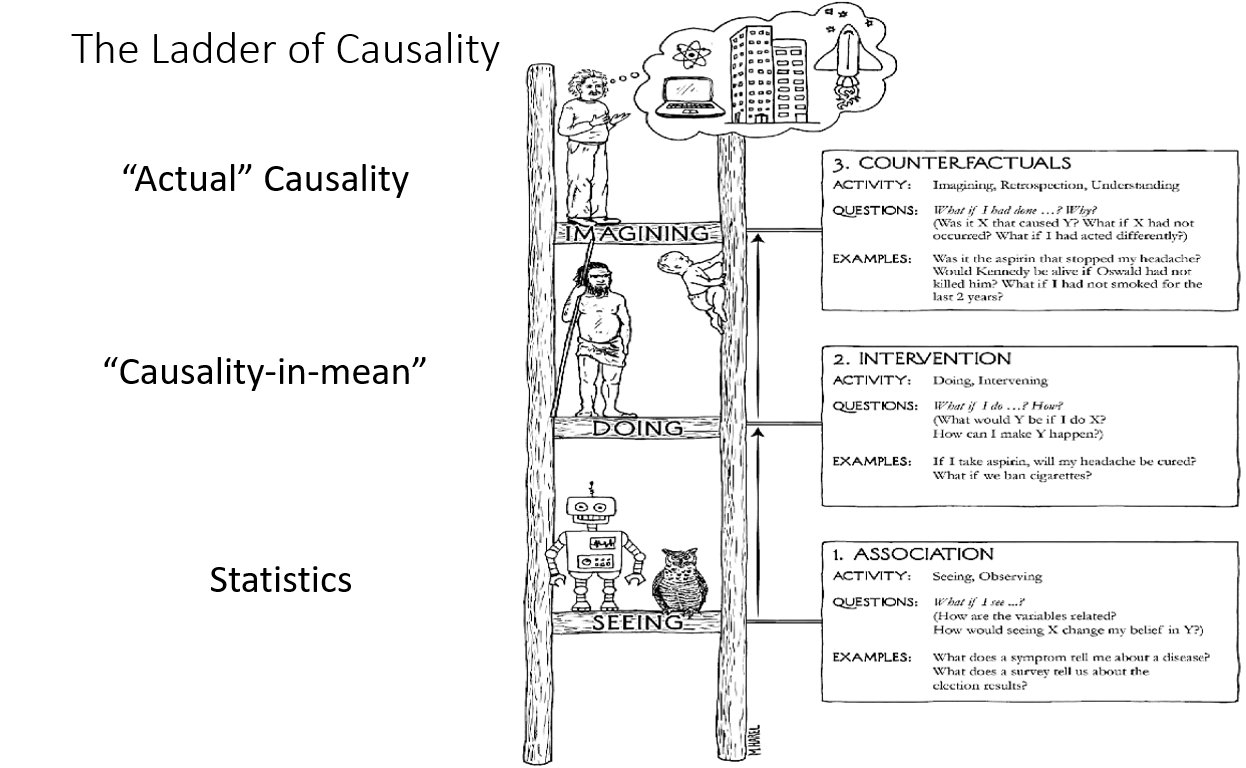 The Ladder of Causality
“Actual” Causality
“Causality-in-mean”
Statistics
IMAGINING
DOING
SEEING
3. COUNTERFACTUALS
ACTIVITY: Imagining, Retrospection, Understanding
QUESTIONS: What if I had done …? Why?
(Was it X that caused Y? What if X had not
occurred? What if I had acted differently?)
EXAMPLES: Was it the aspirin that stopped my headache?
Would Kennedy be alive if Oswald had not
killed him? What if I had not smoked for the
last 2 years?
2. INTERVENTION
ACTIVITY: Doing, Intervening
QUESTIONS: What if I do …? How?
(What would Y be if I do X?
How can I make Y happen?)
EXAMPLES: If I take aspirin, will my headache be cured?
What if we ban cigarettes?
1. ASSOCIATION
ACTIVITY: Seeing, Observing
QUESTIONS: What if I see ...?
(How are the variables related?
How would seeing X change my belief in Y?)
EXAMPLES: What does a symptom tell me about a disease?
What does a survey tell us about the
election results?
M.HAREL